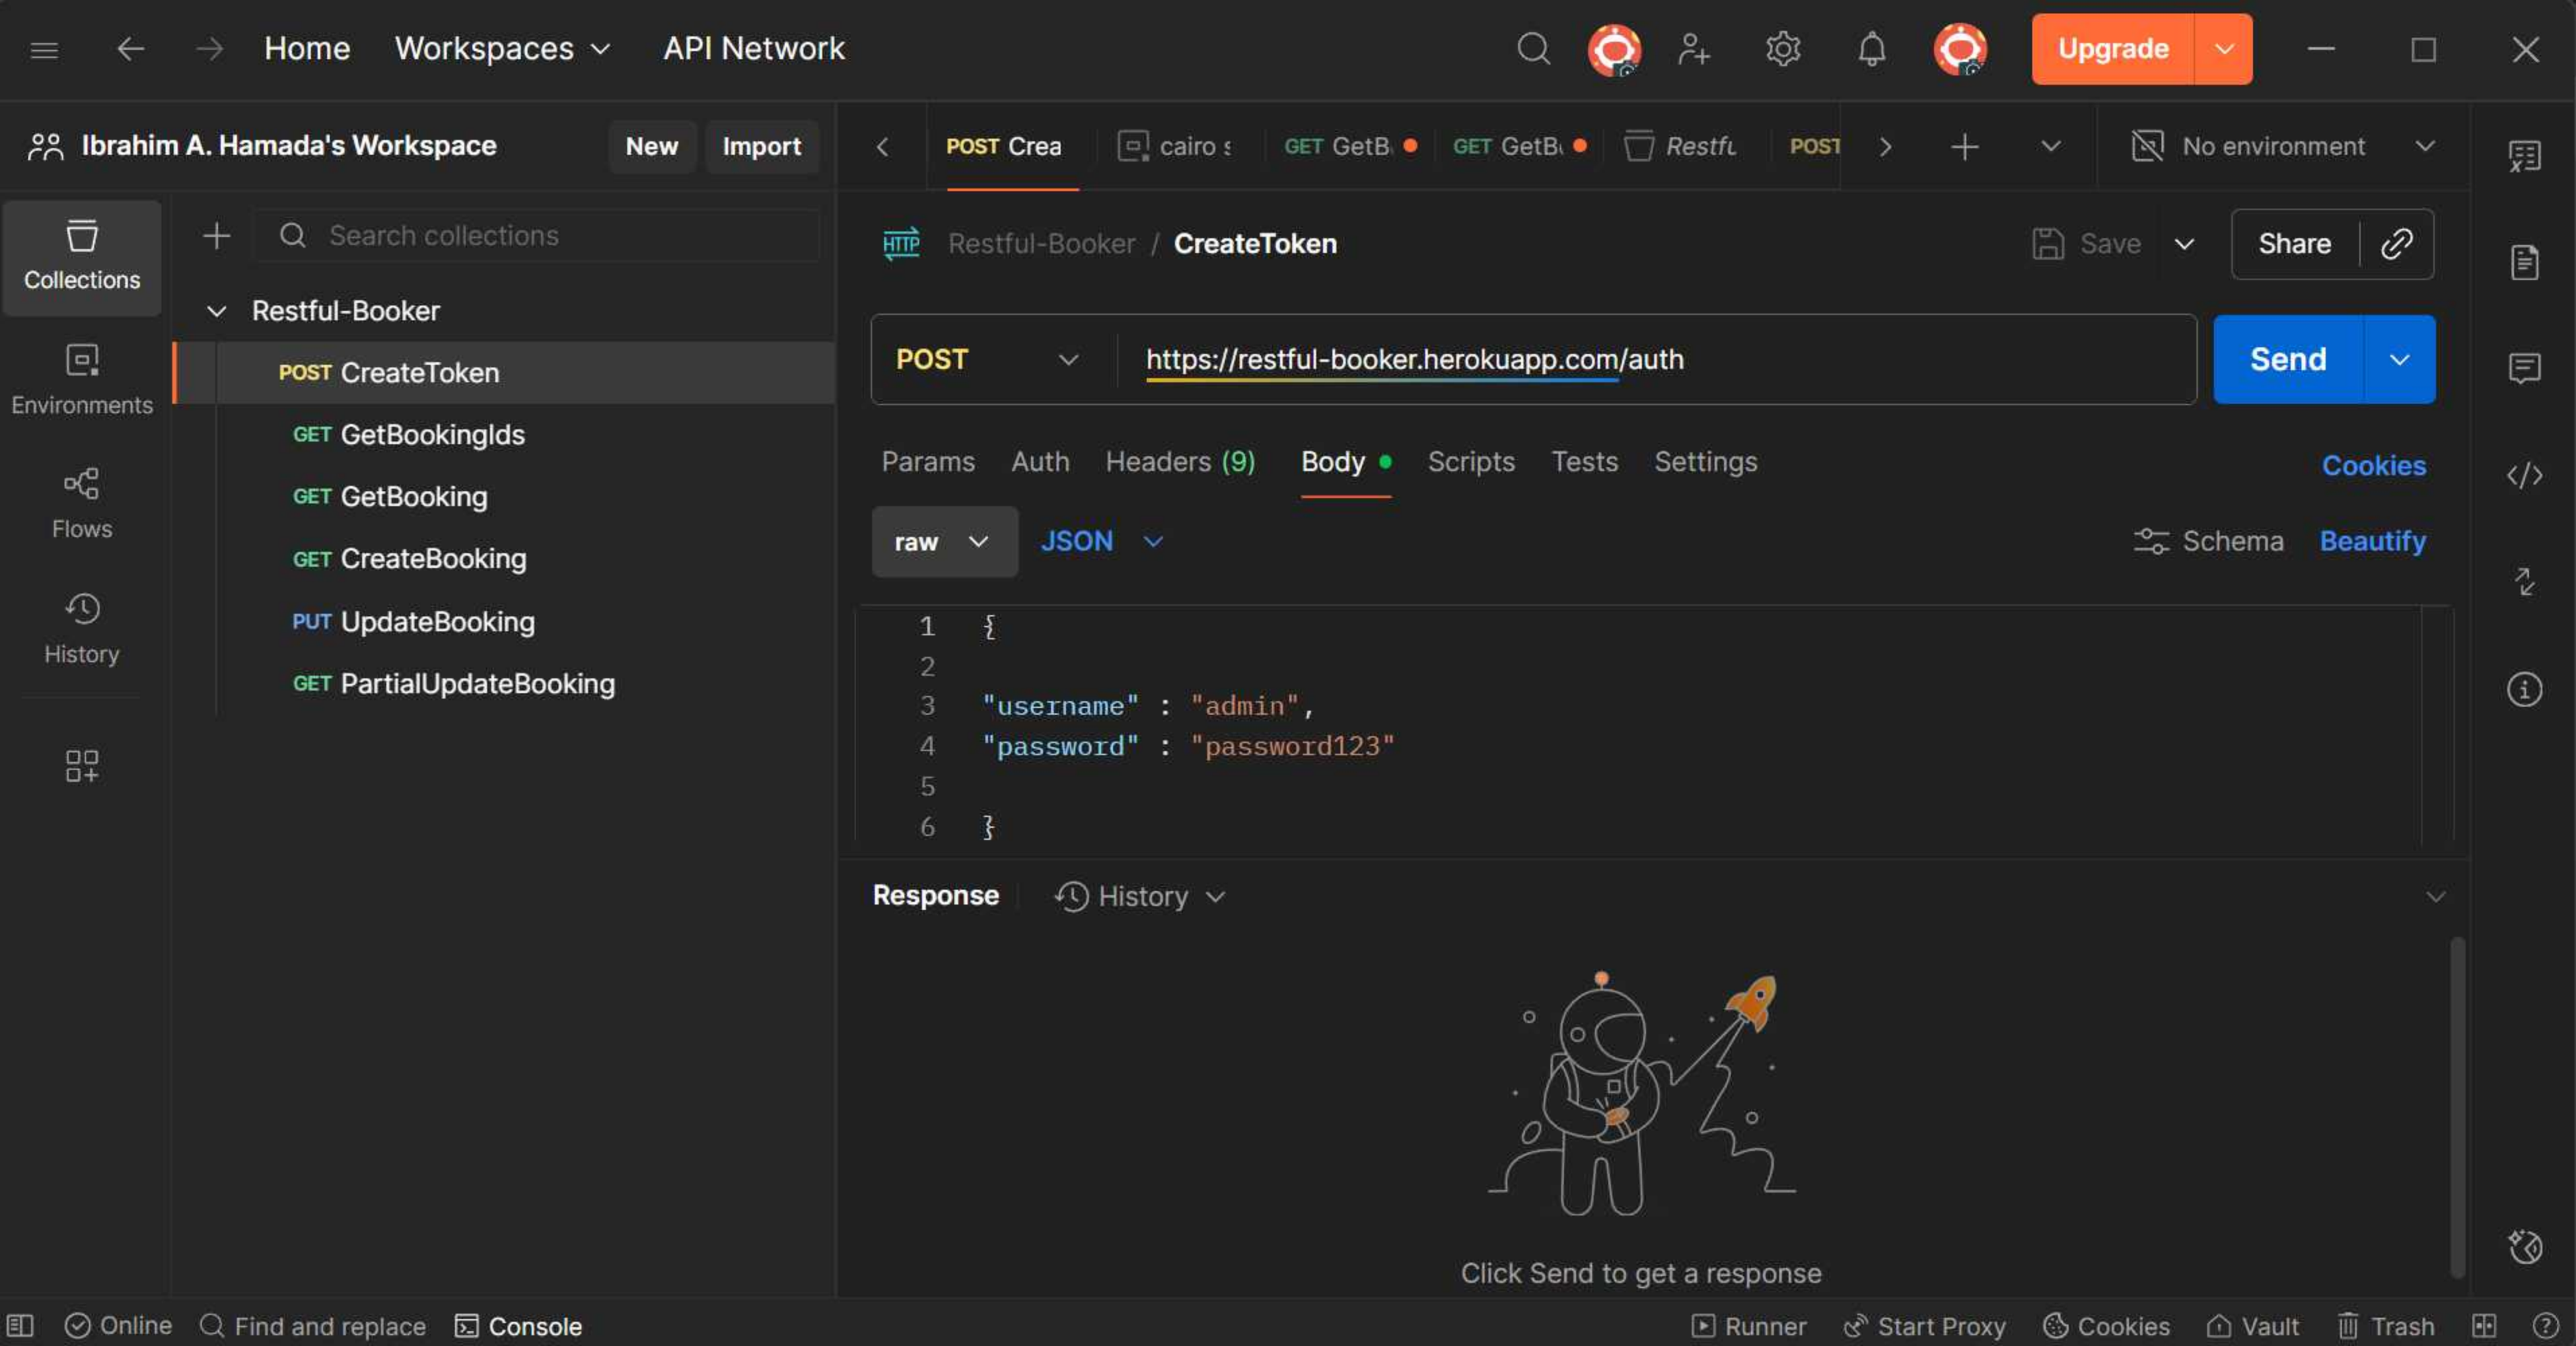 Home Workspaces API Network Upgrade
Ibrahim A. Hamada's Workspace New Import
POST Crea cairo GET GetB GET GetB Restfu POST No environment
Collections
Search collections
Environments
Flows
History
Restful-Booker
POST CreateToken
GET GetBookingIds
GET GetBooking
GET CreateBooking
PUT UpdateBooking
GET PartialUpdateBooking
HTTP Restful-Booker / CreateToken Save Share
POST https://restful-booker.herokuapp.com/auth Send
Params Auth Headers (9) Body Scripts Tests Settings Cookies
raw JSON Schema Beautify
1 {
2
3 "username" : "admin",
4 "password" : "password123"
5
6 }
Response History
Click Send to get a response
Online Find and replace Console Runner Start Proxy Cookies Vault Trash